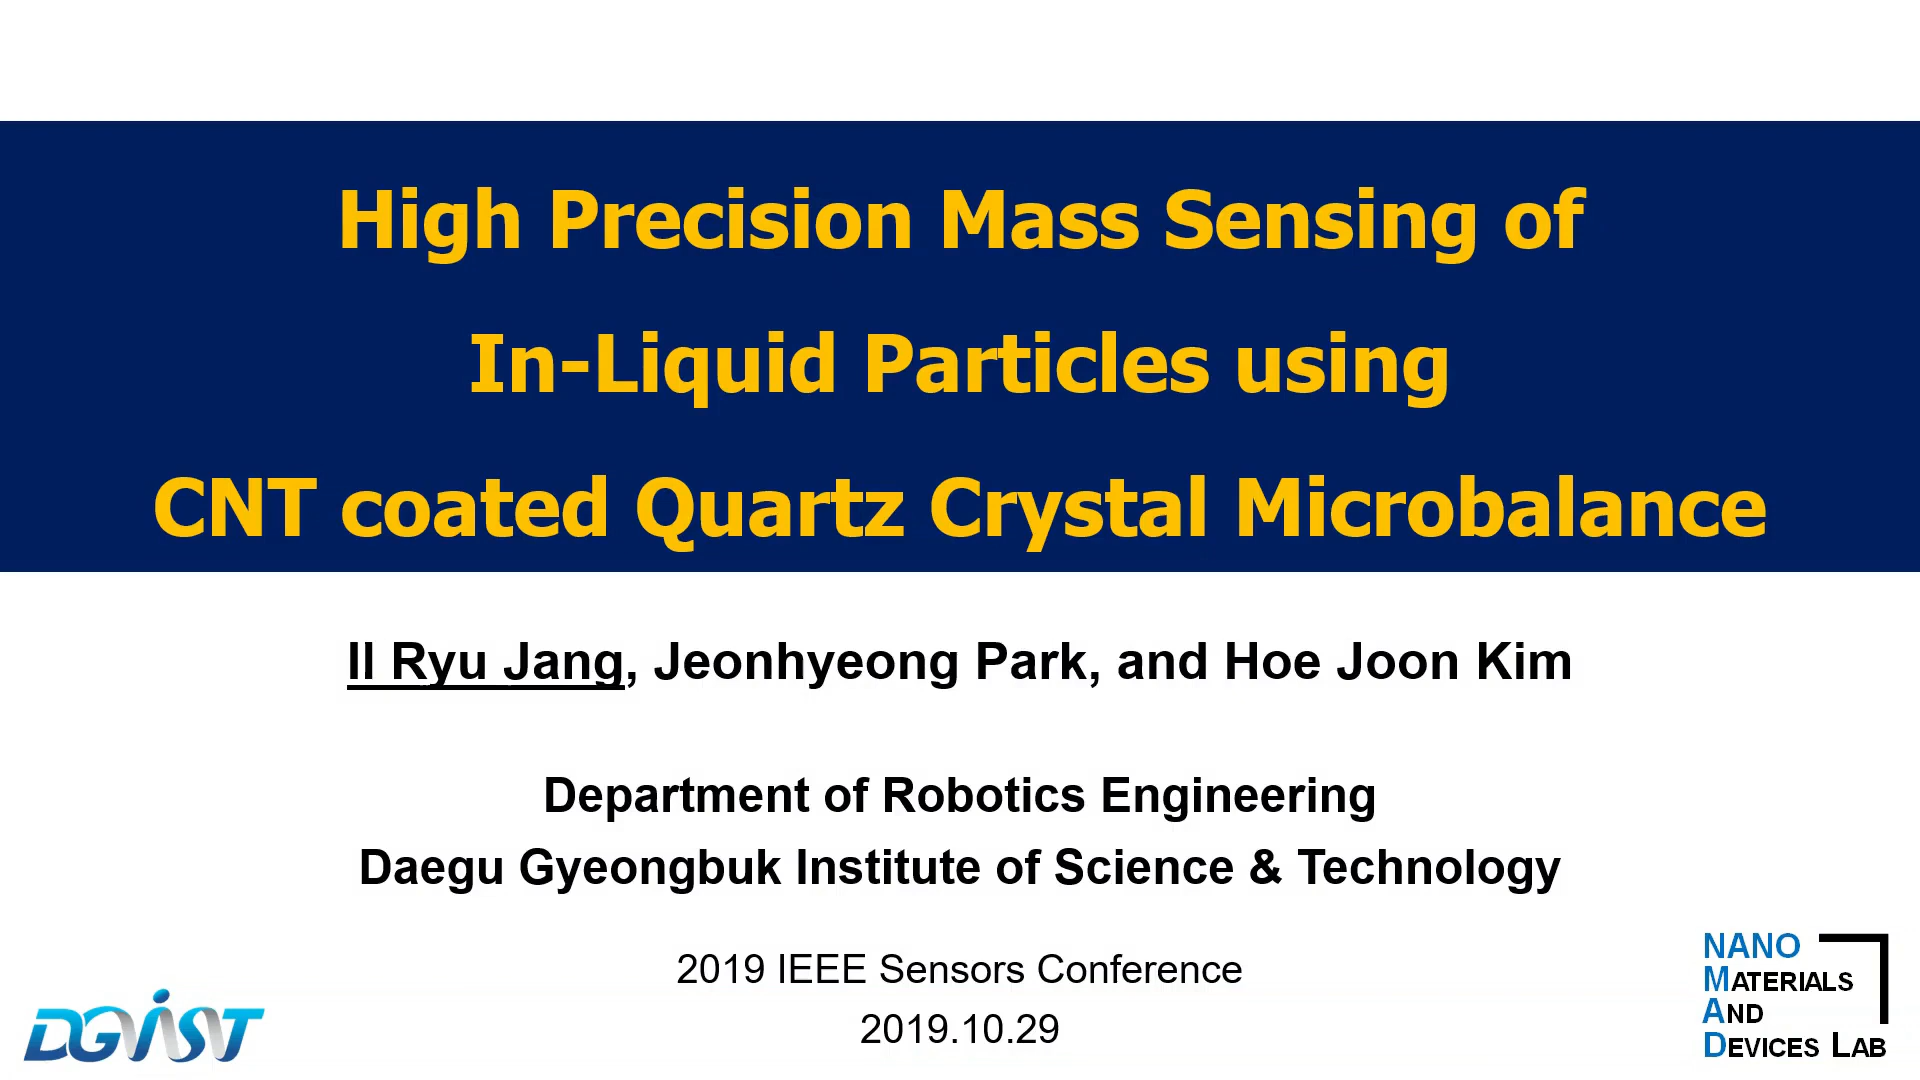 High Precision Mass Sensing of
In-Liquid Particles using
CNT coated Quartz Crystal Microbalance
Il Ryu Jang, Jeonhyeong Park, and Hoe Joon Kim
Department of Robotics Engineering
Daegu Gyeongbuk Institute of Science & Technology
2019 IEEE Sensors Conference
2019.10.29
DGIST
NANO
MATERIALS
AND
DEVICES LAB